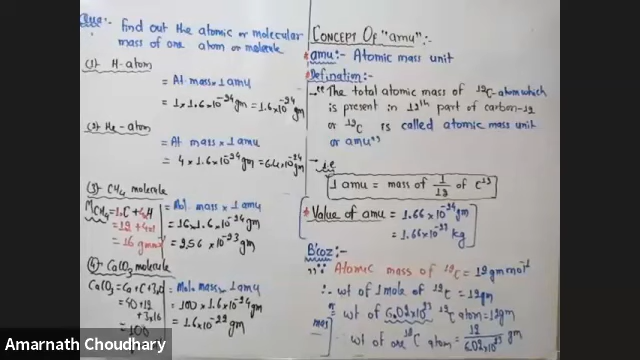 Que:- Find out the atomic or molecular
mass of one atom or molecule
(1) H-atom
= At mass × 1 amu
= 1 × 1.6×10⁻²⁴ gm = 1.6×10⁻²⁴ gm
(2) He-atom
= At mass × 1 amu
= 4 × 1.6×10⁻²⁴ gm = 6.4×10⁻²⁴ gm
(3) CH₄ molecule
MCH₄ = 1×C + 4×H = Mol. mass × 1 amu
= 12 + 4×1 = 16 × 1.6 × 10⁻²⁴ gm
= 16 gm = 2.56 × 10⁻²³ gm
(4) CaCO₃ molecule
CaCO₃ = Ca + C + 3×O = Mole. mass × 1 amu
= 40 + 12 + 3×16 = 100 × 1.6 × 10⁻²⁴ gm
= 100 = 1.6 × 10⁻²² gm
CONCEPT OF "amu":-
* amu:- Atomic mass unit
* Defination:-
→ "The total atomic mass of ¹²C-atom which
is present in 12th part of carbon-12
or ¹²C is called atomic mass unit
or amu"
→ i.e
1 amu = mass of 1/12 of C¹²
* Value of amu = 1.66 × 10⁻²⁴ gm
= 1.66 × 10⁻²⁷ kg
B'coz:-
∵ Atomic mass of ¹²C = 12 gm mol⁻¹
∴ wt of 1 mole of ¹²C = 12 gm
or wt of 6.02×10²³ ¹²C atom = 12 gm
wt of one ¹²C atom = 12/6.02×10²³ gm
Amarnath Choudhary